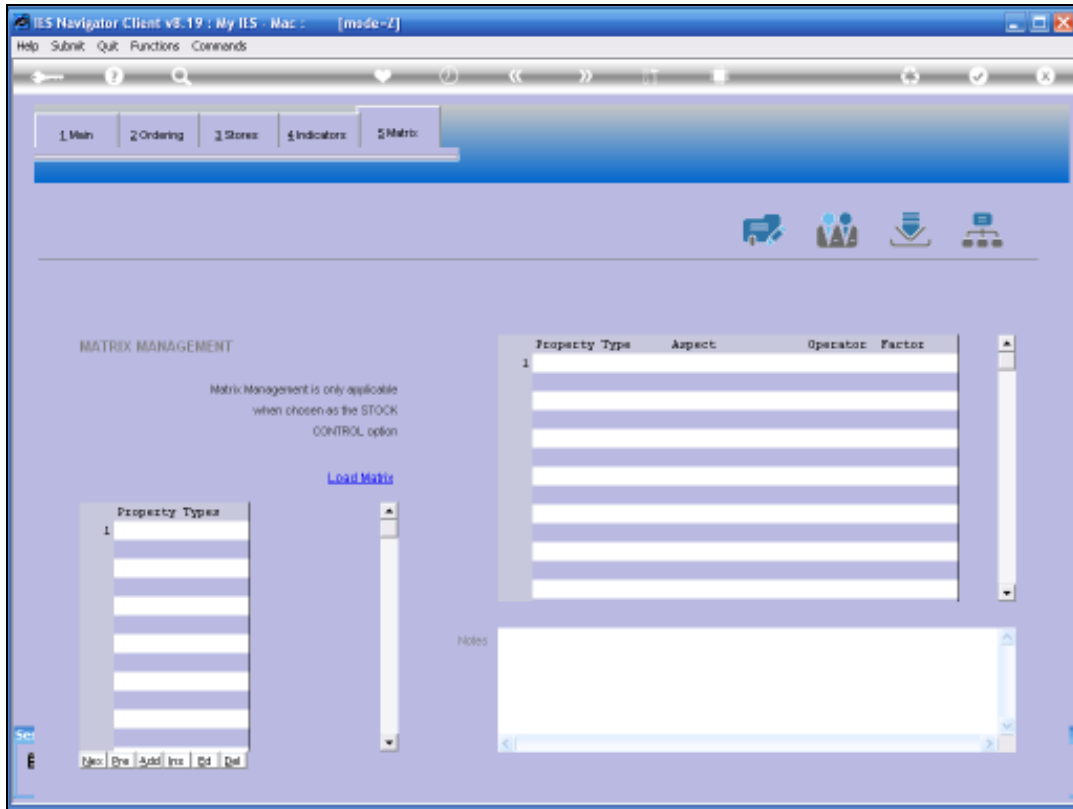 IES Navigator Client v8.19 : My IES - Mac : [mode=Z]
Help Submit Quit Functions Commands
1 Main 2 Ordering 3 Stores 4 Indicators 5 Matrix
MATRIX MANAGEMENT
Matrix Management is only applicable
when chosen as the STOCK
CONTROL option
Load Matrix
Property Types
1
Nex Pre Add Ins Ed Del
Property Type Aspect Operator Factor
1
Notes